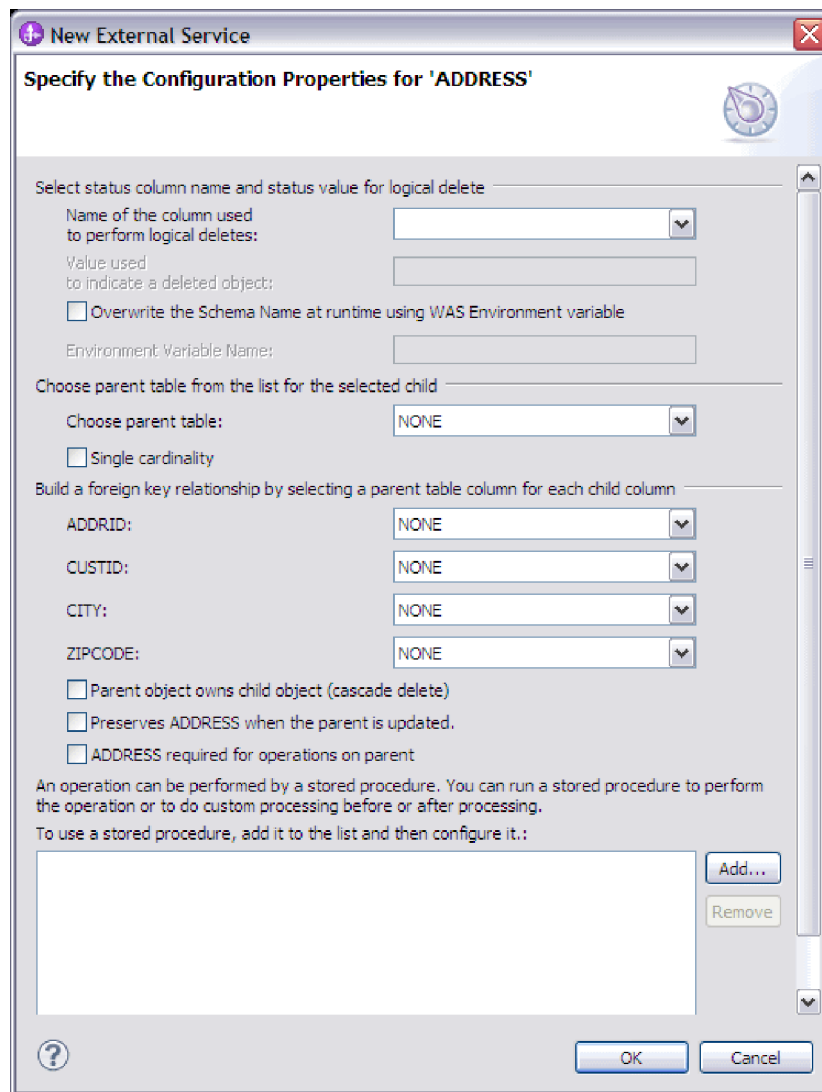 New External Service
Specify the Configuration Properties for 'ADDRESS'
Select status column name and status value for logical delete
Name of the column used
to perform logical deletes:
Value used
to indicate a deleted object:
Overwrite the Schema Name at runtime using WAS Environment variable
Environment Variable Name:
Choose parent table from the list for the selected child
Choose parent table: NONE
Single cardinality
Build a foreign key relationship by selecting a parent table column for each child column
ADDRID: NONE
CUSTID: NONE
CITY: NONE
ZIPCODE: NONE
Parent object owns child object (cascade delete)
Preserves ADDRESS when the parent is updated.
ADDRESS required for operations on parent
An operation can be performed by a stored procedure. You can run a stored procedure to perform
the operation or to do custom processing before or after processing.
To use a stored procedure, add it to the list and then configure it.:
Add...
Remove
? OK Cancel